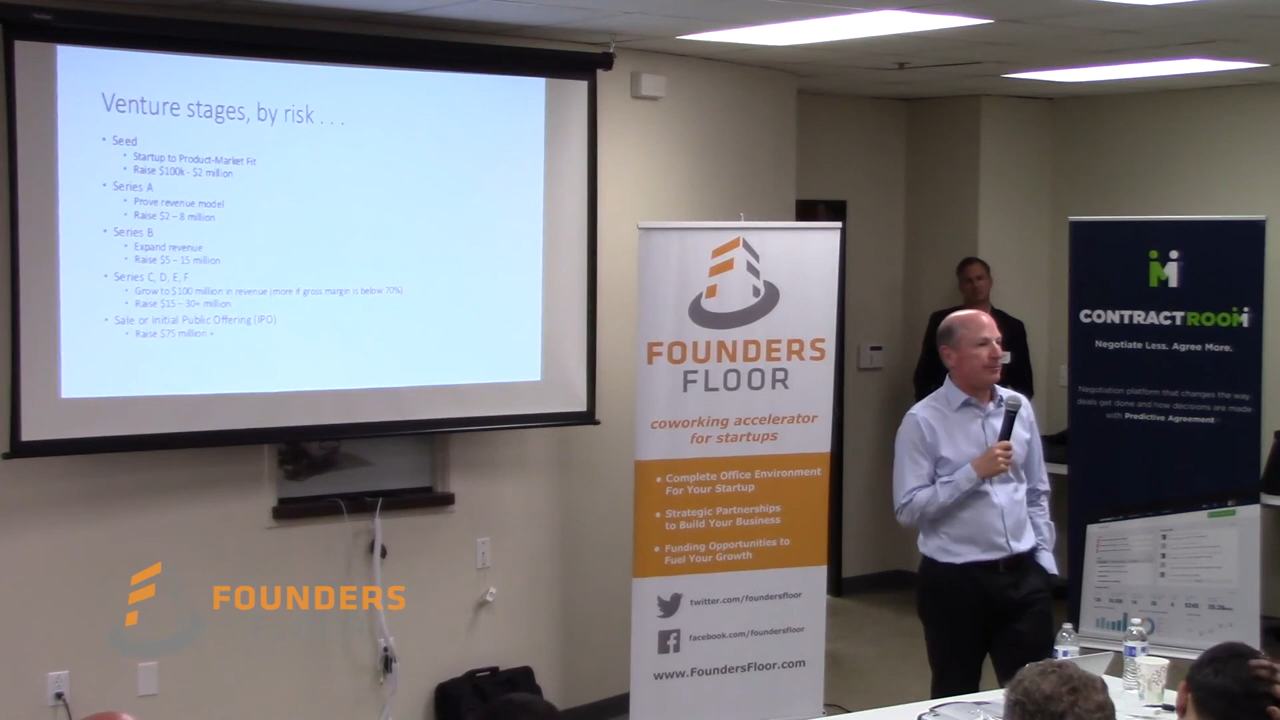 Venture stages, by risk . . .
• Seed
• Startup to Product-Market Fit
• Raise $100k - $2 million
• Series A
• Prove revenue model
• Raise $2 – 8 million
• Series B
• Expand revenue
• Raise $5 – 15 million
• Series C, D, E, F
• Grow to $100 million in revenue (more if gross margin is below 70%)
• Raise $15 – 30+ million
• Sale or Initial Public Offering (IPO)
• Raise $75 million +
FOUNDERS
FLOOR
coworking accelerator
for startups
• Complete Office Environment
For Your Startup
• Strategic Partnerships
to Build Your Business
• Funding Opportunities to
Fuel Your Growth
twitter.com/foundersfloor
facebook.com/foundersfloor
www.FoundersFloor.com
CONTRACTROOM
Negotiate Less. Agree More.
Negotiation platform that changes the way
deals get done and how decisions are made
with Predictive Agreement
FOUNDERS